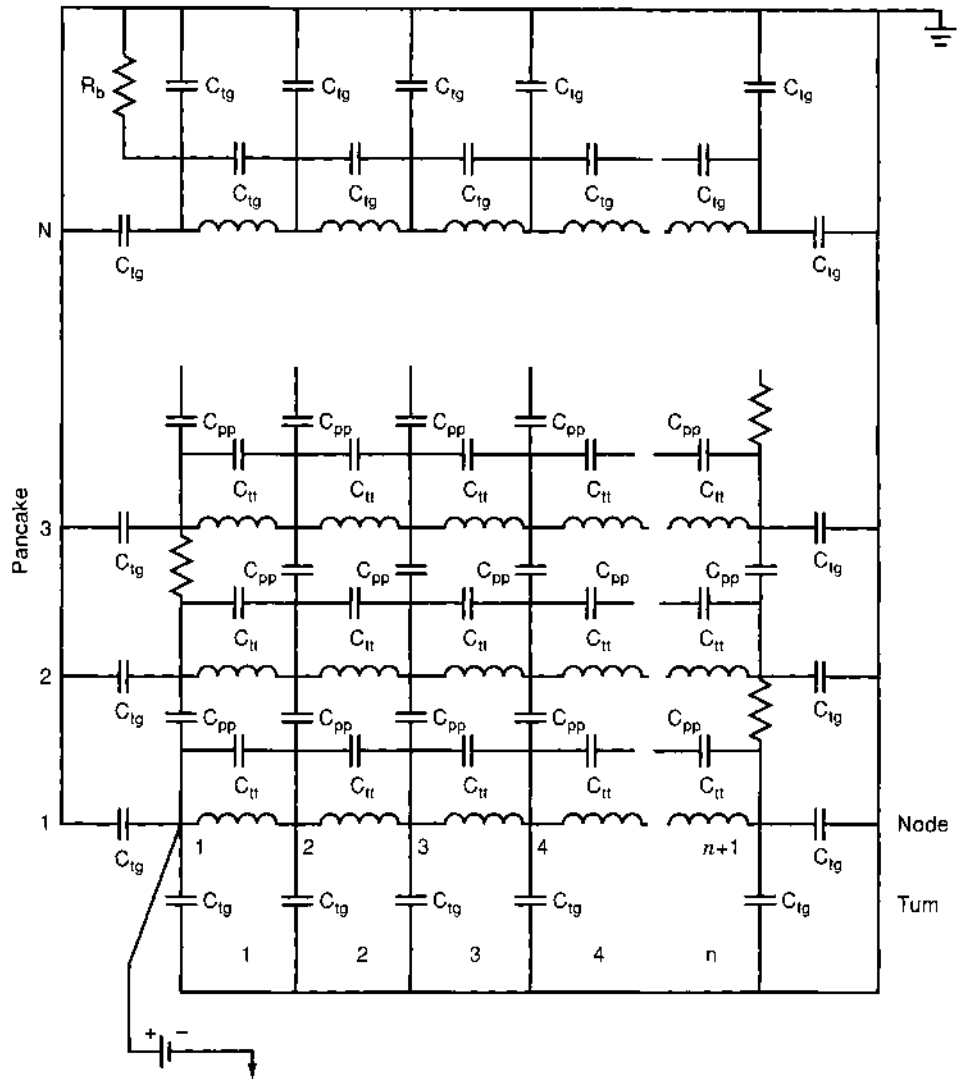 R_b C_tg C_tg C_tg C_tg C_tg
C_tg C_tg C_tg C_tg C_tg
N
C_tg C_tg
C_pp C_pp C_pp C_pp C_pp
C_tt C_tt C_tt C_tt C_tt
Pancake
3
C_tg C_pp C_pp C_pp C_pp C_pp C_tg
C_tt C_tt C_tt C_tt C_tt
2
C_tg C_pp C_pp C_pp C_pp C_pp C_tg
C_tt C_tt C_tt C_tt C_tt
1 Node
C_tg 1 2 3 4 n+1 C_tg
C_tg C_tg C_tg C_tg C_tg Turn
1 2 3 4 n
+ −